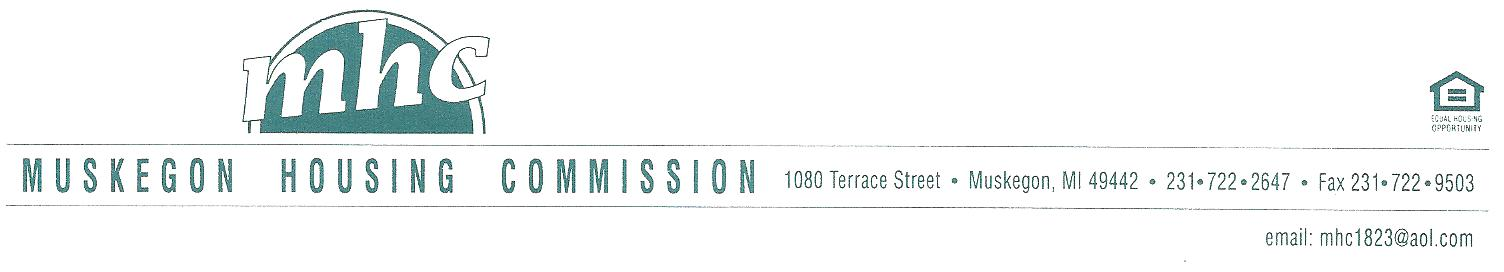 mhc
EQUAL HOUSING
OPPORTUNITY
MUSKEGON HOUSING COMMISSION 1080 Terrace Street • Muskegon, MI 49442 • 231•722•2647 • Fax 231•722•9503
email: mhc1823@aol.com